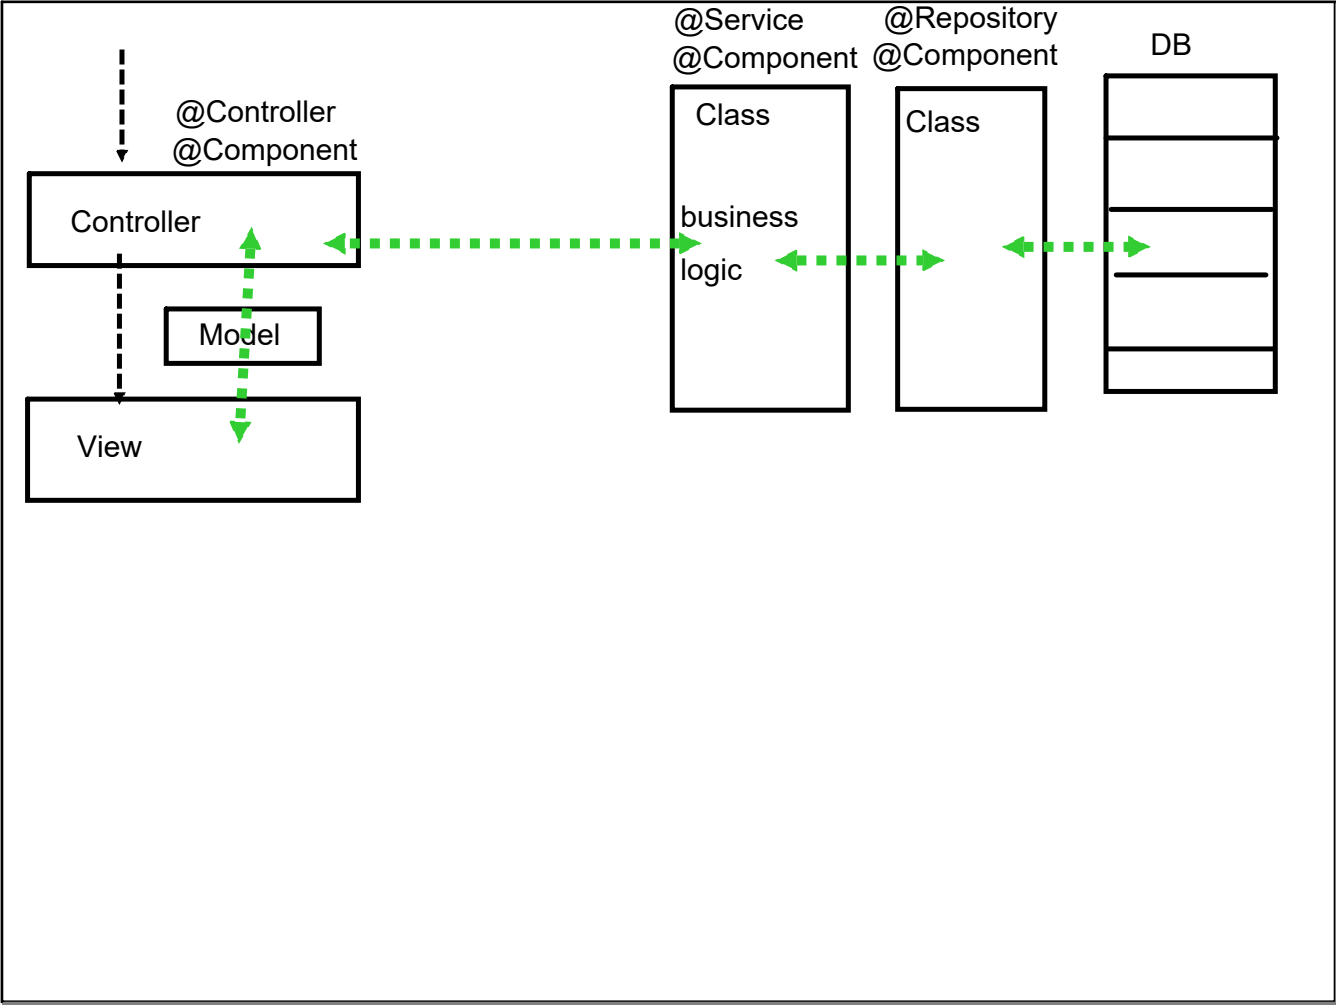 @Controller
@Component
Controller
Model
View
@Service
@Component
Class
business
logic
@Repository
@Component
Class
DB